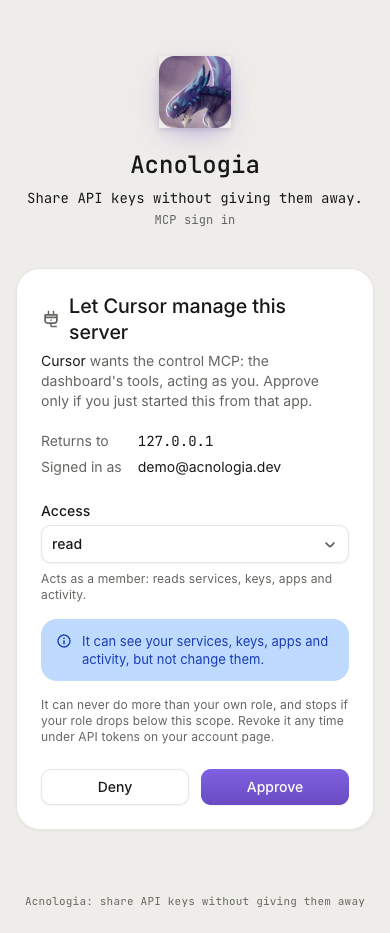 Acnologia
Share API keys without giving them away.
MCP sign in
Let Cursor manage this
server
Cursor wants the control MCP: the
dashboard's tools, acting as you. Approve
only if you just started this from that app.
Returns to 127.0.0.1
Signed in as demo@acnologia.dev
Access
read
Acts as a member: reads services, keys, apps and
activity.
It can see your services, keys, apps and
activity, but not change them.
It can never do more than your own role, and stops if
your role drops below this scope. Revoke it any time
under API tokens on your account page.
Deny Approve
Acnologia: share API keys without giving them away